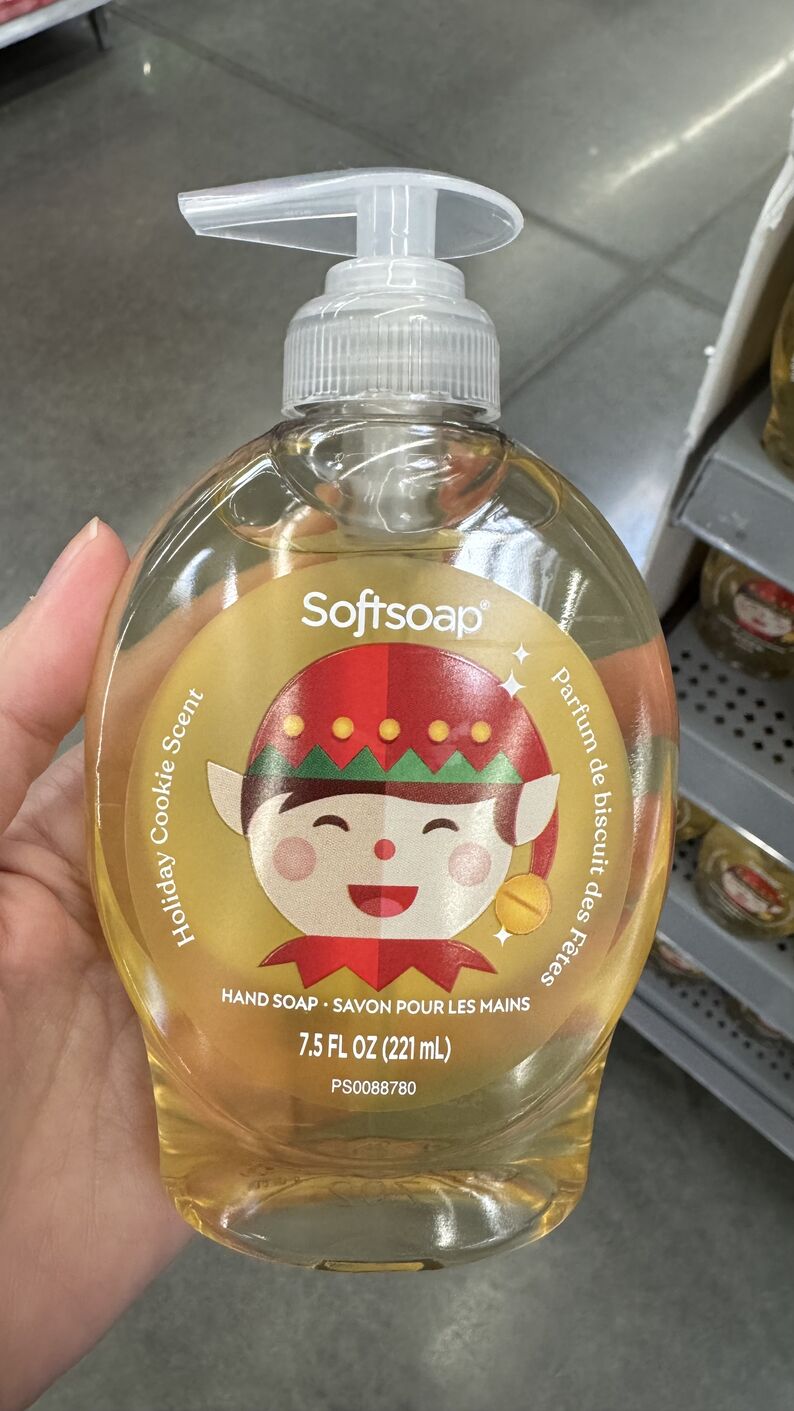 Softsoap®
Holiday Cookie Scent
Parfum de biscuit des Fêtes
HAND SOAP · SAVON POUR LES MAINS
7.5 FL OZ (221 mL)
PS0088780